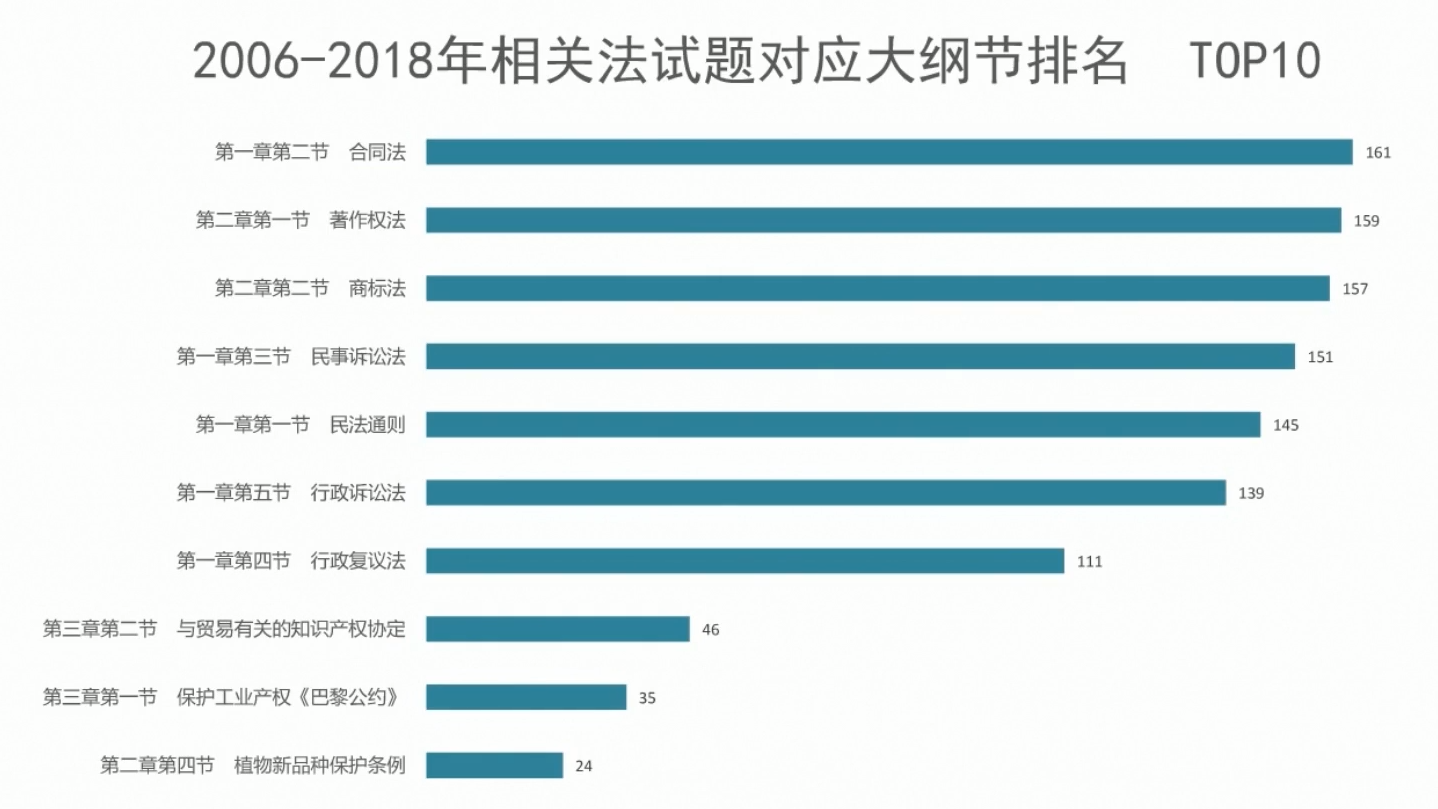 2006-2018年相关法试题对应大纲节排名 TOP10
第一章第二节 合同法 161
第二章第一节 著作权法 159
第二章第二节 商标法 157
第一章第三节 民事诉讼法 151
第一章第一节 民法通则 145
第一章第五节 行政诉讼法 139
第一章第四节 行政复议法 111
第三章第二节 与贸易有关的知识产权协定 46
第三章第一节 保护工业产权《巴黎公约》 35
第二章第四节 植物新品种保护条例 24